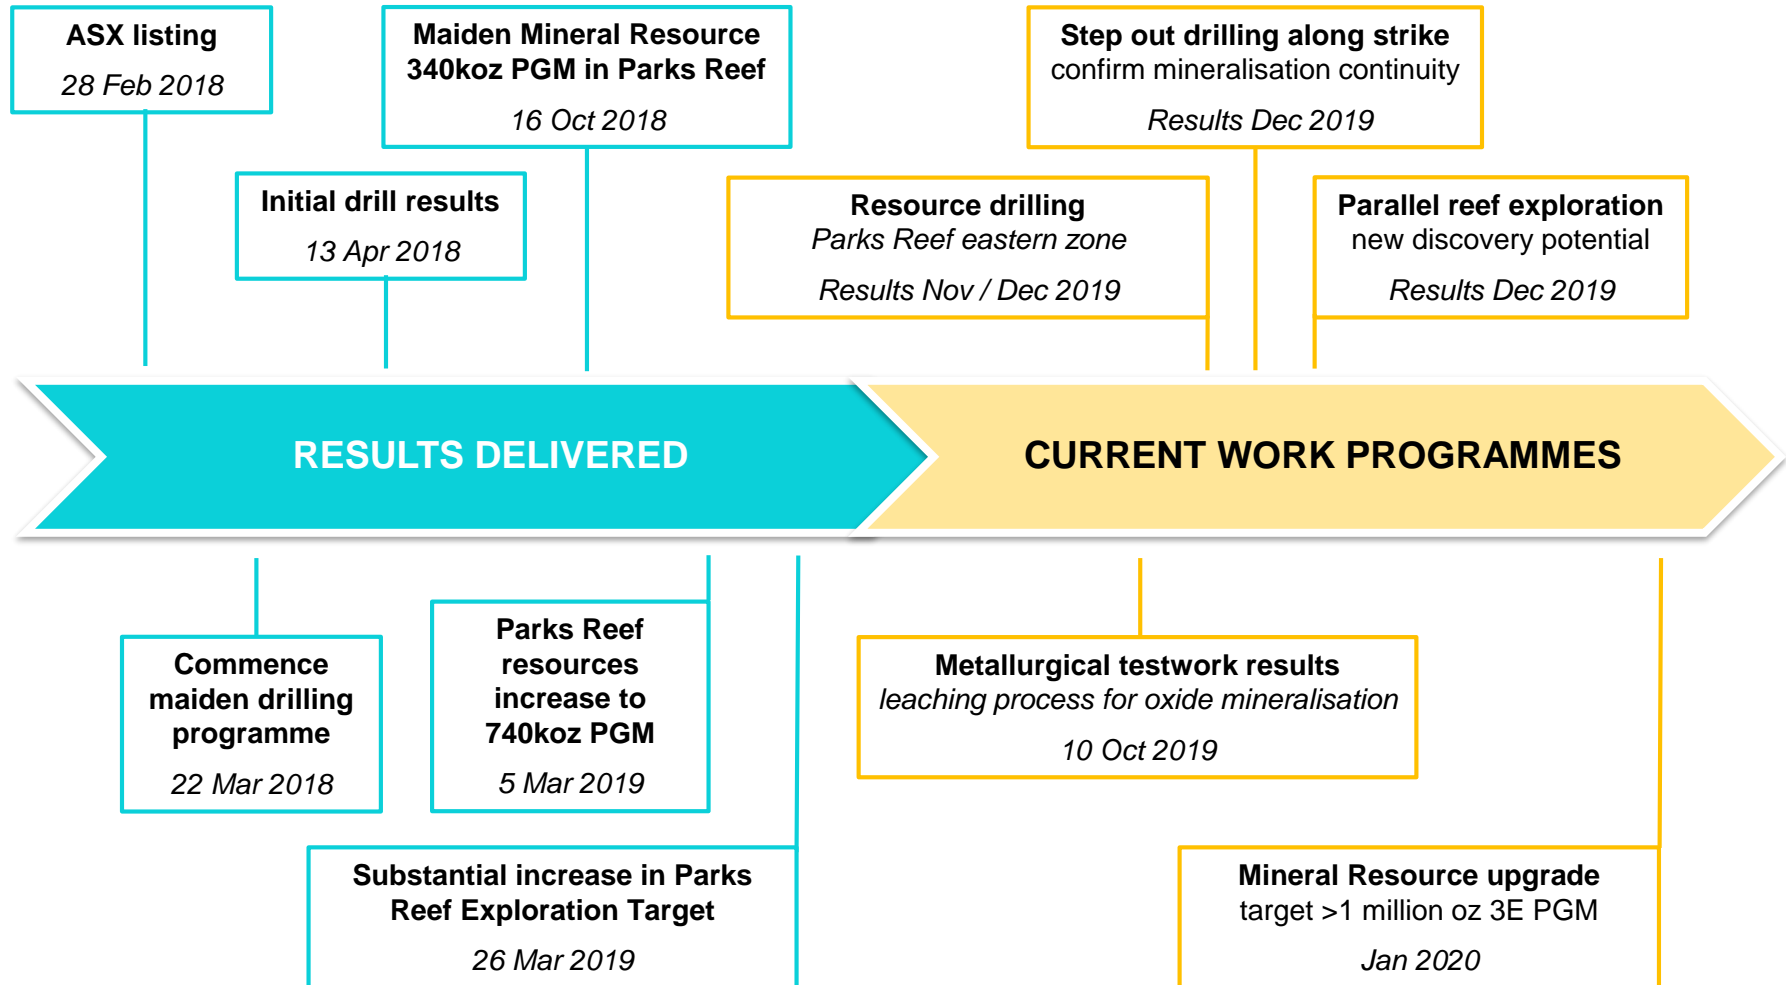 ASX listing
28 Feb 2018
Maiden Mineral Resource
340koz PGM in Parks Reef
16 Oct 2018
Step out drilling along strike
confirm mineralisation continuity
Results Dec 2019
Initial drill results
13 Apr 2018
Resource drilling
Parks Reef eastern zone
Results Nov / Dec 2019
Parallel reef exploration
new discovery potential
Results Dec 2019
RESULTS DELIVERED
CURRENT WORK PROGRAMMES
Commence
maiden drilling
programme
22 Mar 2018
Parks Reef
resources
increase to
740koz PGM
5 Mar 2019
Metallurgical testwork results
leaching process for oxide mineralisation
10 Oct 2019
Substantial increase in Parks
Reef Exploration Target
26 Mar 2019
Mineral Resource upgrade
target >1 million oz 3E PGM
Jan 2020